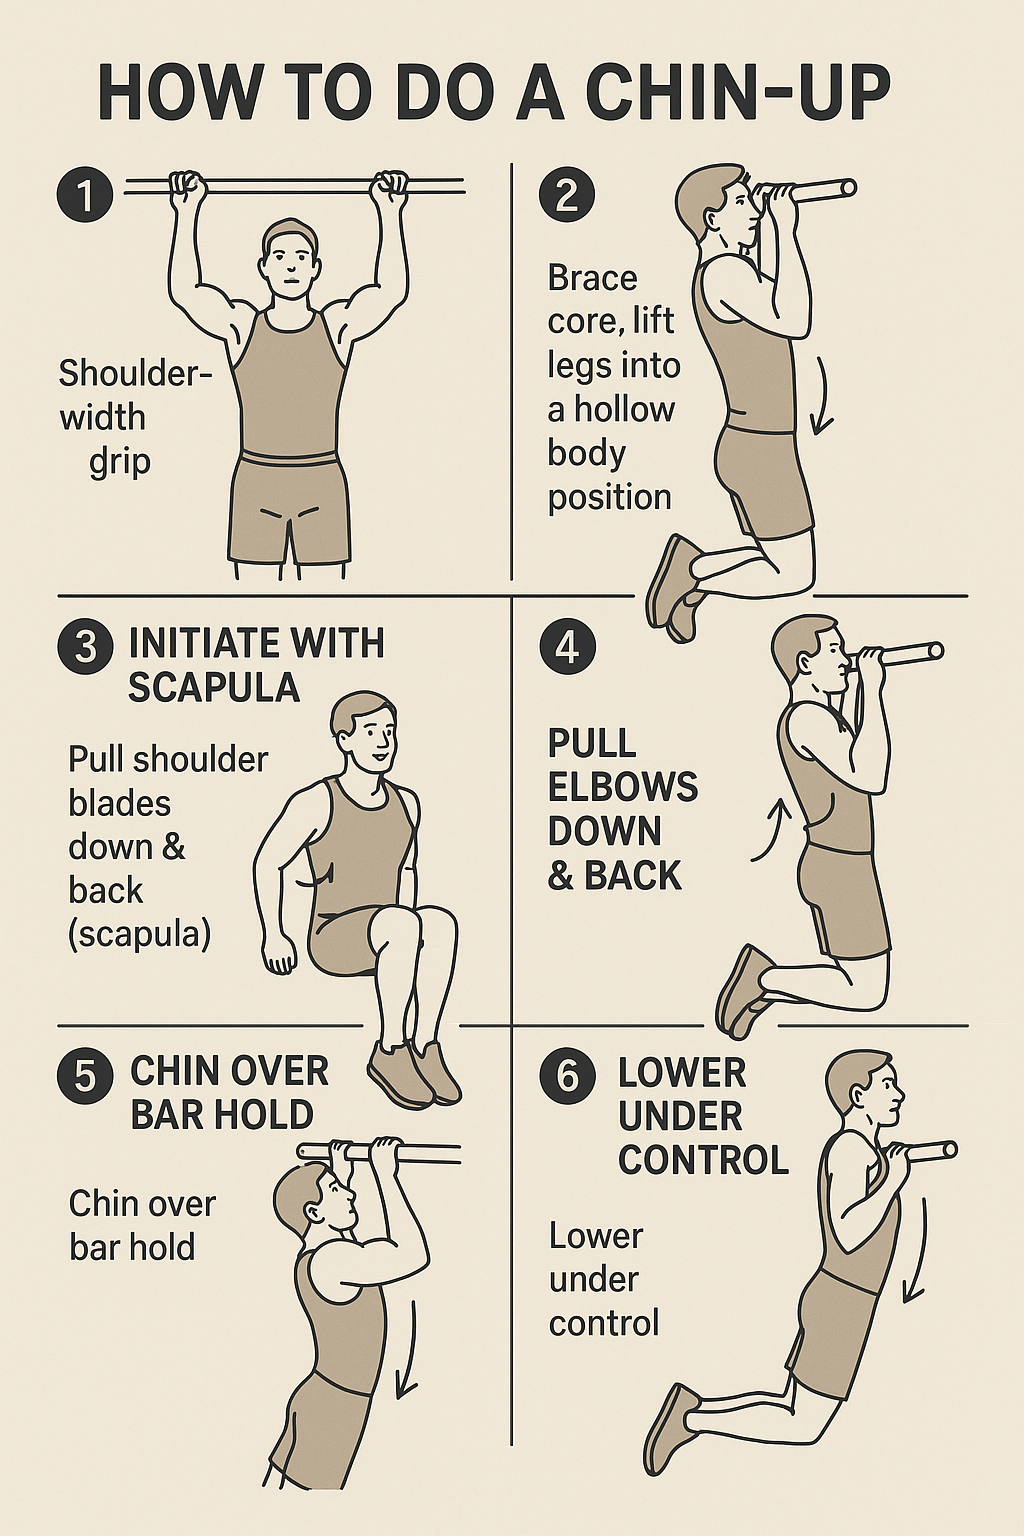 HOW TO DO A CHIN-UP
1
Shoulder-
width
grip
2
Brace
core, lift
legs into
a hollow
body
position
3 INITIATE WITH
SCAPULA
Pull shoulder
blades
down &
back
(scapula)
4
PULL
ELBOWS
DOWN
& BACK
5 CHIN OVER
BAR HOLD
Chin over
bar hold
6 LOWER
UNDER
CONTROL
Lower
under
control